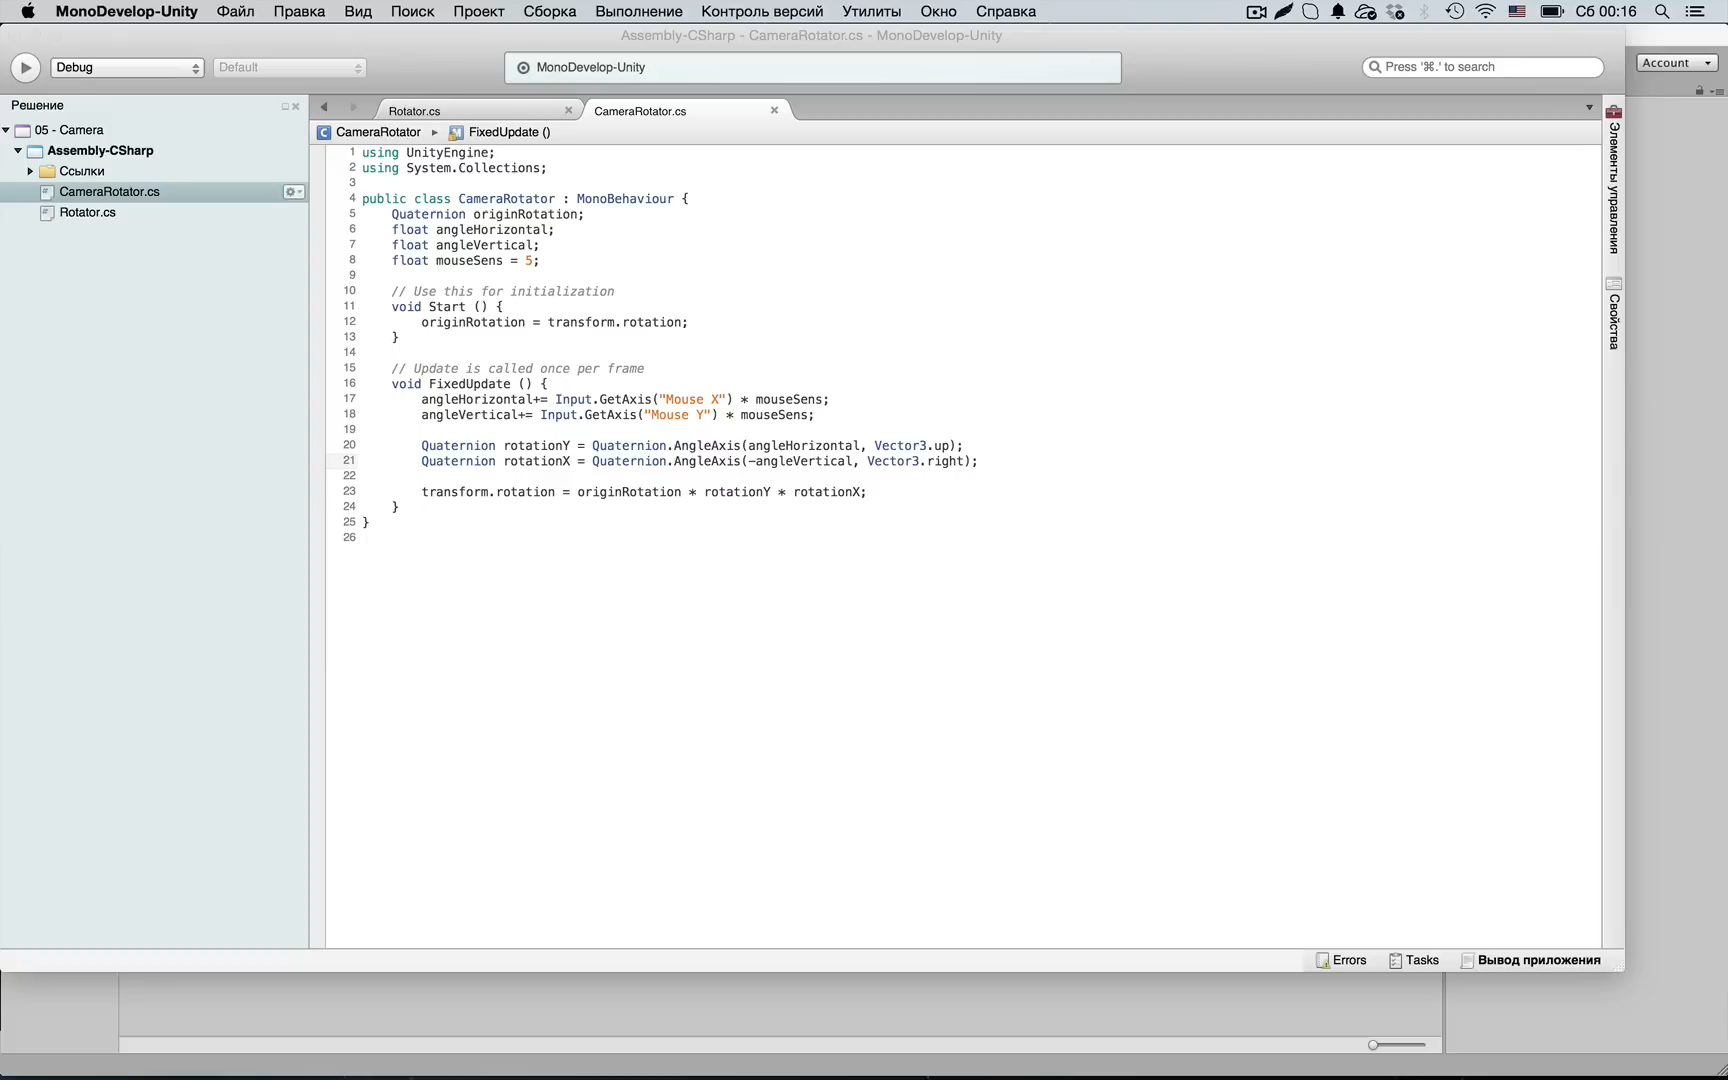 MonoDevelop-Unity Файл Правка Вид Поиск Проект Сборка Выполнение Контроль версий Утилиты Окно Справка Сб 00:16
Assembly-CSharp - CameraRotator.cs - MonoDevelop-Unity
Debug Default MonoDevelop-Unity Press '⌘.' to search Account
Решение
05 - Camera
Assembly-CSharp
Ссылки
CameraRotator.cs
Rotator.cs
Rotator.cs CameraRotator.cs
CameraRotator FixedUpdate ()
1 using UnityEngine;
2 using System.Collections;
3
4 public class CameraRotator : MonoBehaviour {
5 Quaternion originRotation;
6 float angleHorizontal;
7 float angleVertical;
8 float mouseSens = 5;
9
10 // Use this for initialization
11 void Start () {
12 originRotation = transform.rotation;
13 }
14
15 // Update is called once per frame
16 void FixedUpdate () {
17 angleHorizontal+= Input.GetAxis("Mouse X") * mouseSens;
18 angleVertical+= Input.GetAxis("Mouse Y") * mouseSens;
19
20 Quaternion rotationY = Quaternion.AngleAxis(angleHorizontal, Vector3.up);
21 Quaternion rotationX = Quaternion.AngleAxis(-angleVertical, Vector3.right);
22
23 transform.rotation = originRotation * rotationY * rotationX;
24 }
25 }
26
Элементы управления
Свойства
Errors Tasks Вывод приложения